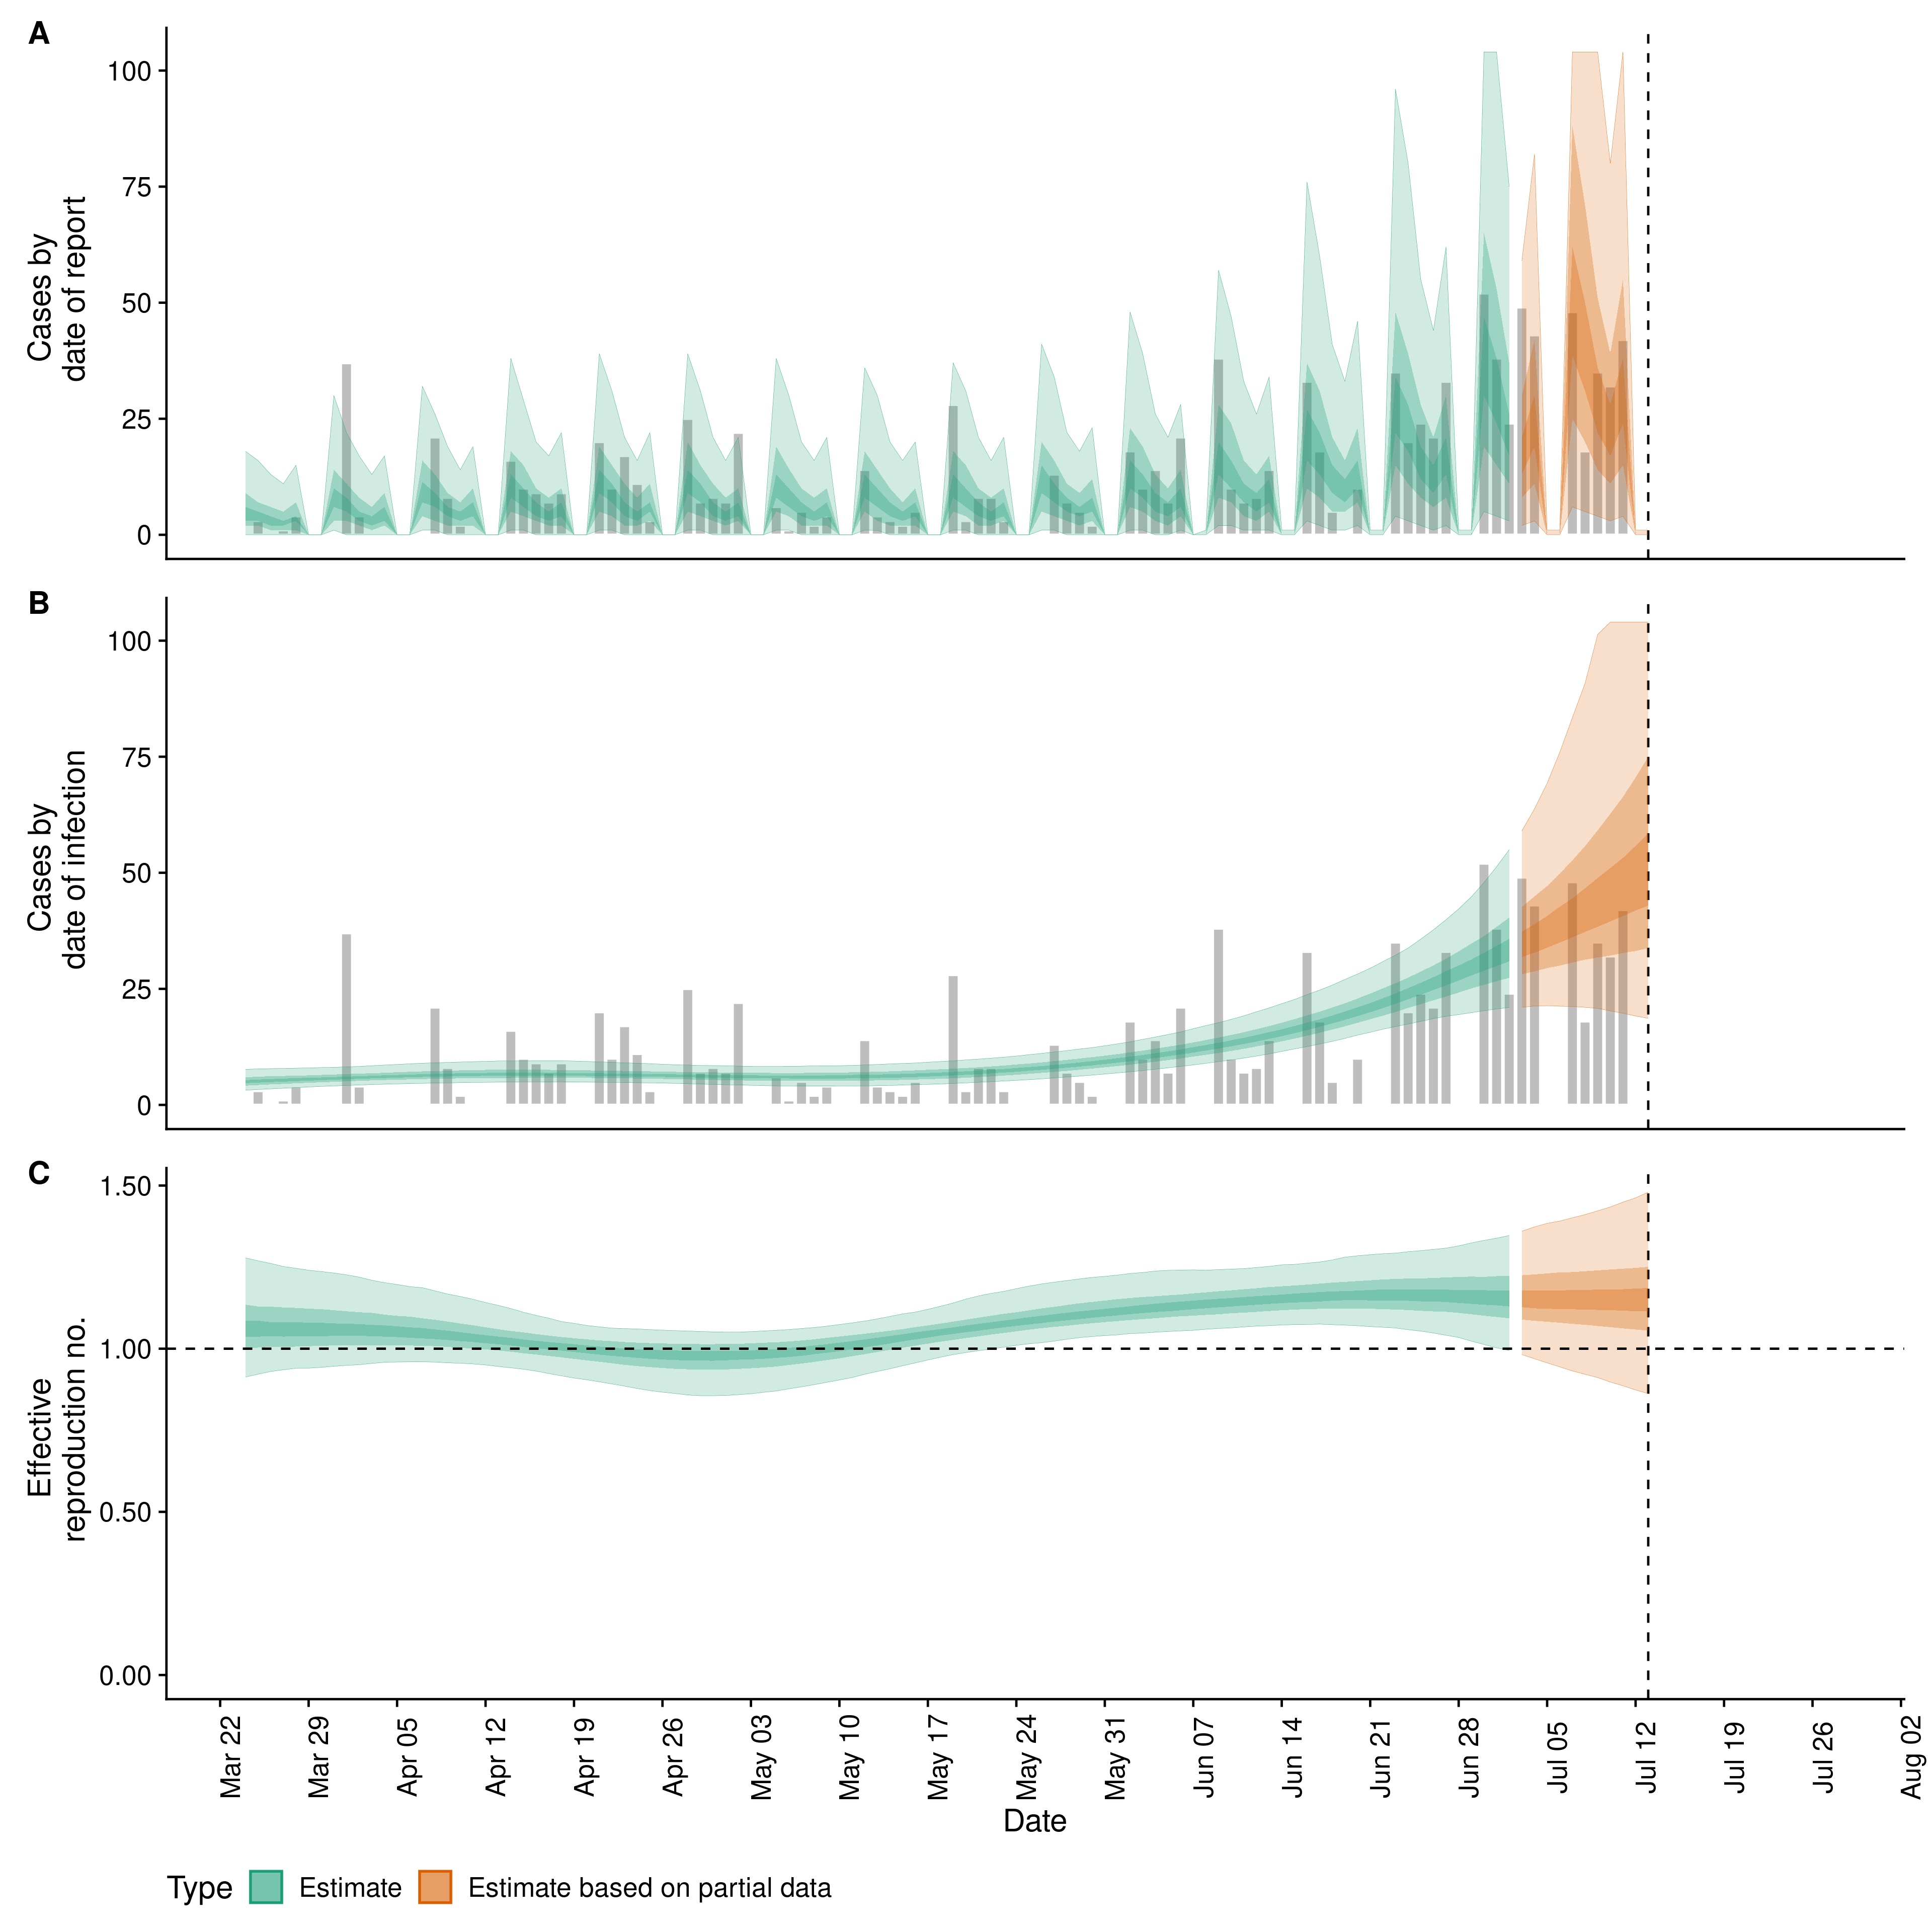 A
Cases by
date of report
100
75
50
25
0
B
Cases by
date of infection
100
75
50
25
0
C
Effective
reproduction no.
1.50
1.00
0.50
0.00
Mar 22 Mar 29 Apr 05 Apr 12 Apr 19 Apr 26 May 03 May 10 May 17 May 24 May 31 Jun 07 Jun 14 Jun 21 Jun 28 Jul 05 Jul 12 Jul 19 Jul 26 Aug 02
Date
Type Estimate Estimate based on partial data